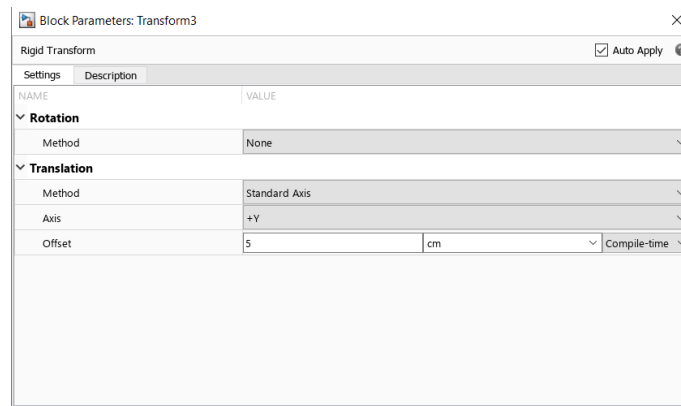 Block Parameters: Transform3
Rigid Transform Auto Apply
Settings Description
NAME VALUE
Rotation
Method None
Translation
Method Standard Axis
Axis +Y
Offset 5 cm Compile-time